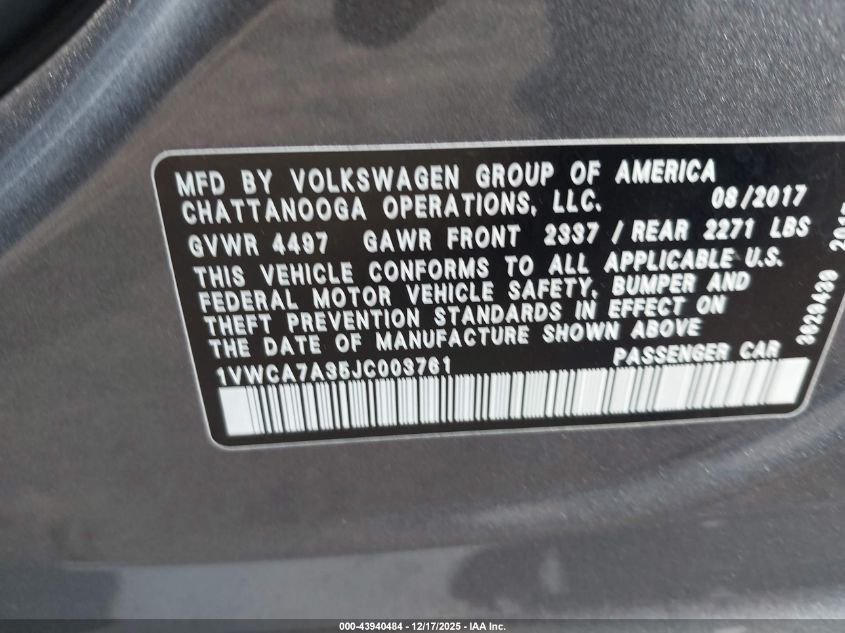 MFD BY VOLKSWAGEN GROUP OF AMERICA
CHATTANOOGA OPERATIONS, LLC. 08/2017
GVWR 4497 GAWR FRONT 2337 / REAR 2271 LBS
THIS VEHICLE CONFORMS TO ALL APPLICABLE U.S.
FEDERAL MOTOR VEHICLE SAFETY, BUMPER AND
THEFT PREVENTION STANDARDS IN EFFECT ON
THE DATE OF MANUFACTURE SHOWN ABOVE
1VWCA7A35JC003761 PASSENGER CAR
000-43940484 | 12/17/2025 | IAA Inc.